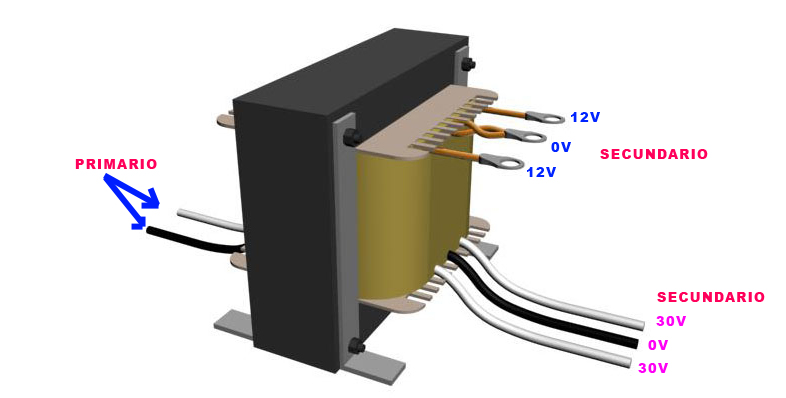 12V
0V
SECUNDARIO
PRIMARIO
12V
SECUNDARIO
30V
0V
30V